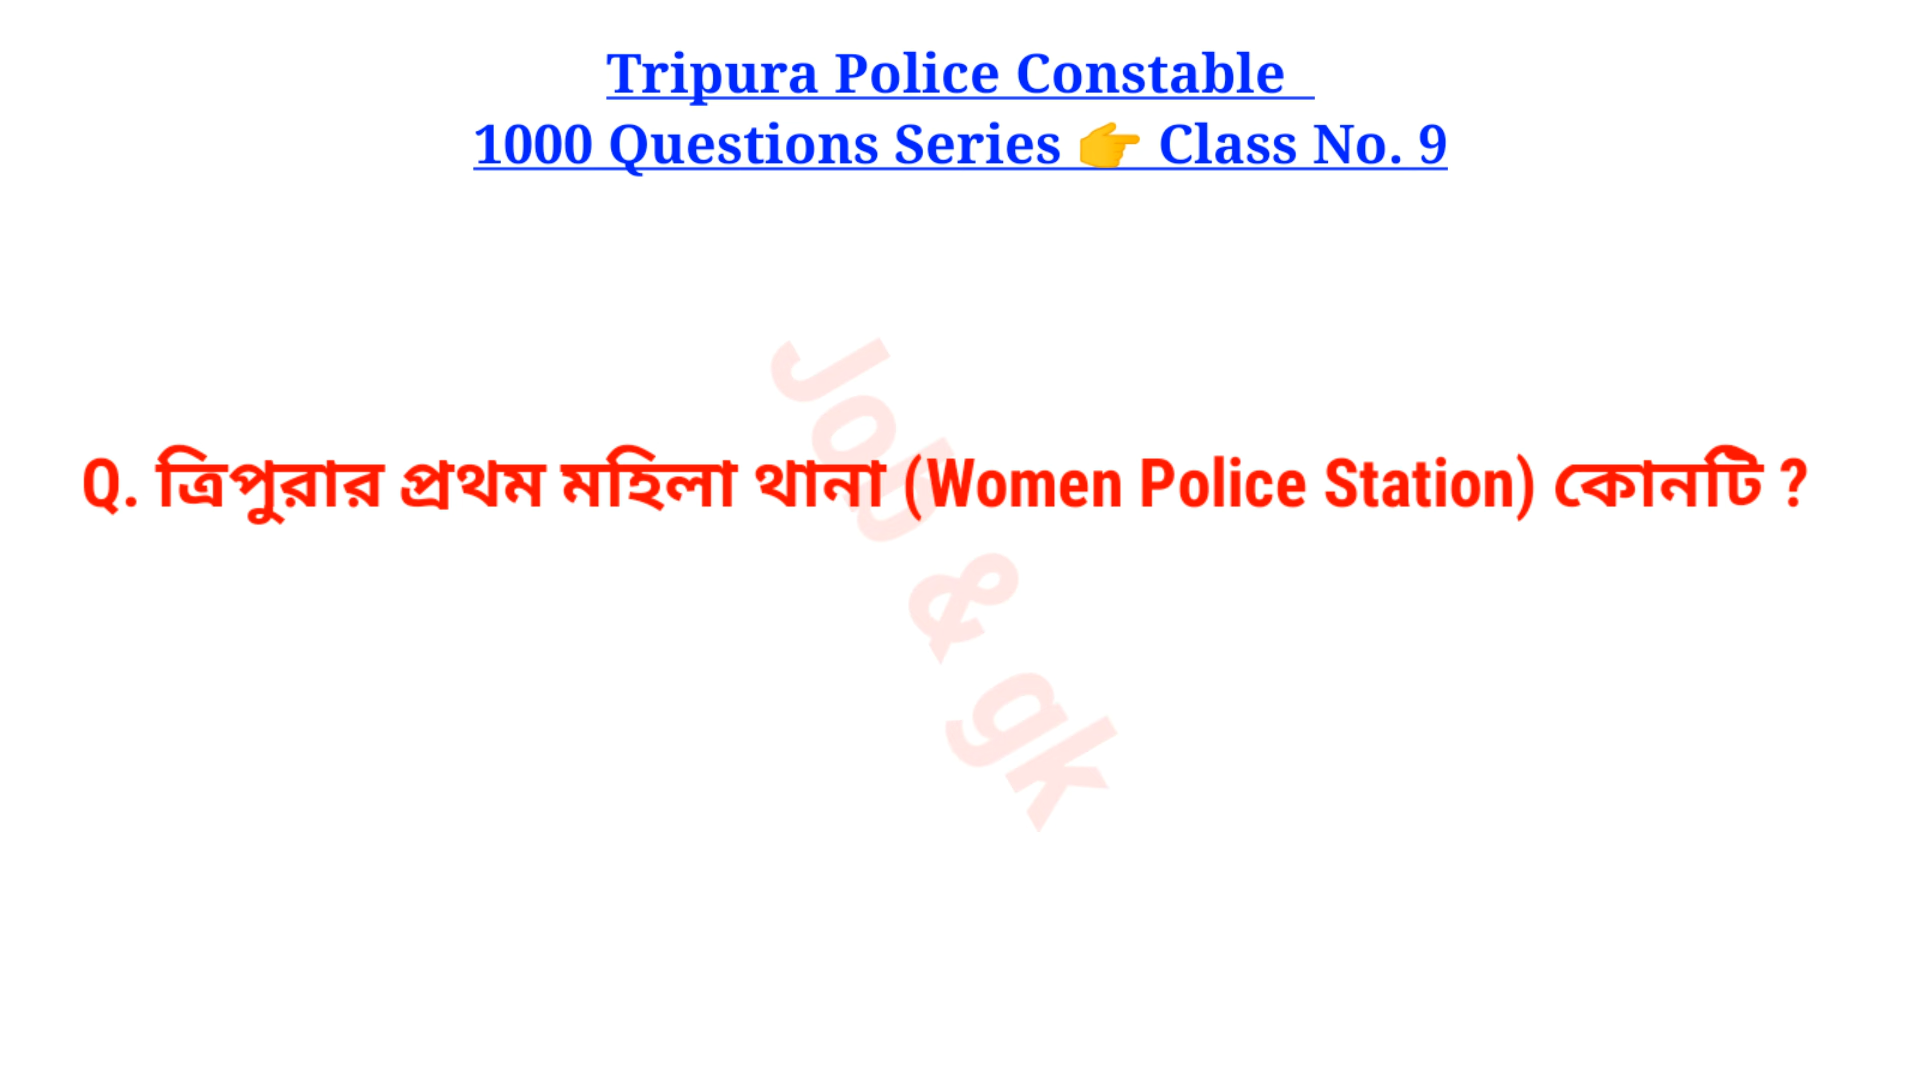 Tripura Police Constable
1000 Questions Series 👉 Class No. 9
Q. ত্রিপুরার প্রথম মহিলা থানা (Women Police Station) কোনটি ?
Job & gk